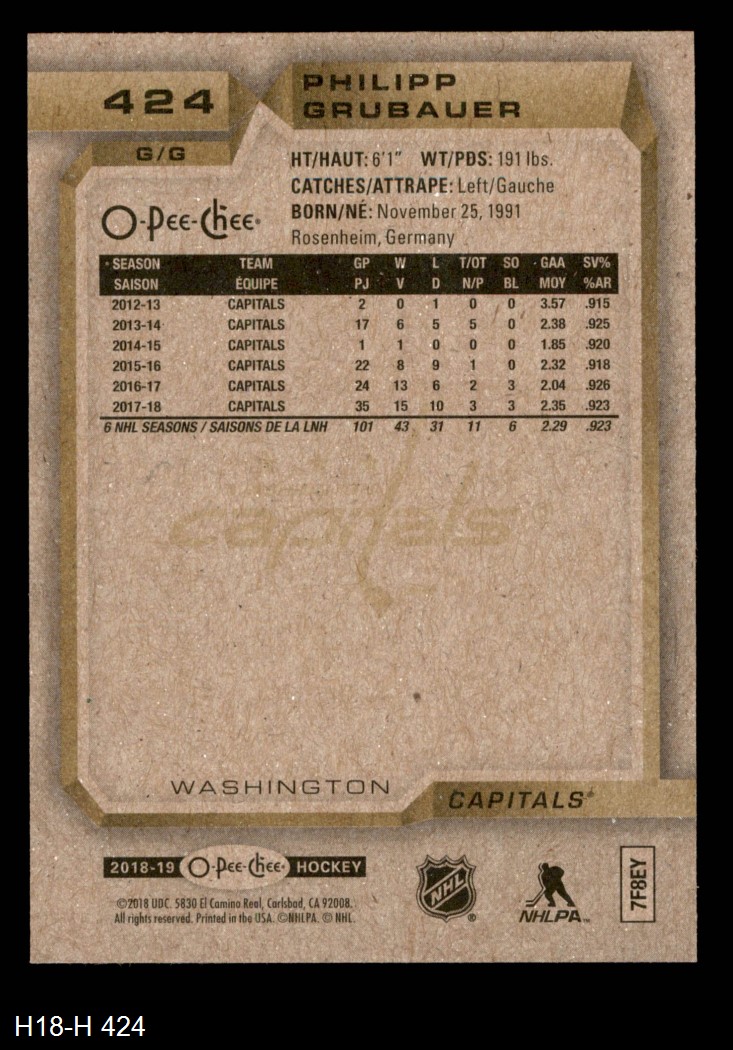 424
PHILIPP
GRUBAUER
G/G
HT/HAUT: 6'1" WT/PDS: 191 lbs.
CATCHES/ATTRAPE: Left/Gauche
BORN/NÉ: November 25, 1991
Rosenheim, Germany
O-Pee-Chee
SEASON TEAM GP W L T/OT SO GAA SV%
SAISON ÉQUIPE PJ V D N/P BL MOY %AR
2012-13 CAPITALS 2 0 1 0 0 3.57 .915
2013-14 CAPITALS 17 6 5 5 0 2.38 .925
2014-15 CAPITALS 1 1 0 0 0 1.85 .920
2015-16 CAPITALS 22 8 9 1 0 2.32 .918
2016-17 CAPITALS 24 13 6 2 3 2.04 .926
2017-18 CAPITALS 35 15 10 3 3 2.35 .923
6 NHL SEASONS / SAISONS DE LA LNH 101 43 31 11 6 2.29 .923
capitals
WASHINGTON
CAPITALS
2018-19 O-Pee-Chee HOCKEY
©2018 UDC. 5830 El Camino Real, Carlsbad, CA 92008.
All rights reserved. Printed in the USA. ©NHLPA. © NHL.
NHL
NHLPA™
7F8EY
H18-H 424